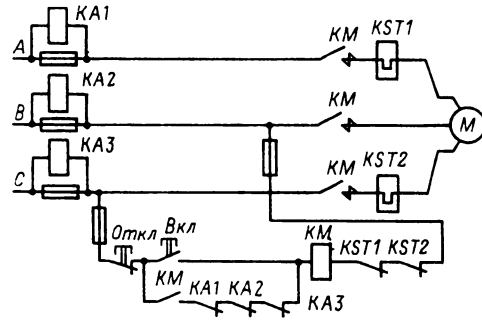 KA1
A
KM KST1
KA2
B
KM
M
KA3
C
KM KST2
Откл Вкл
KM KST1 KST2
KM KA1 KA2 KA3